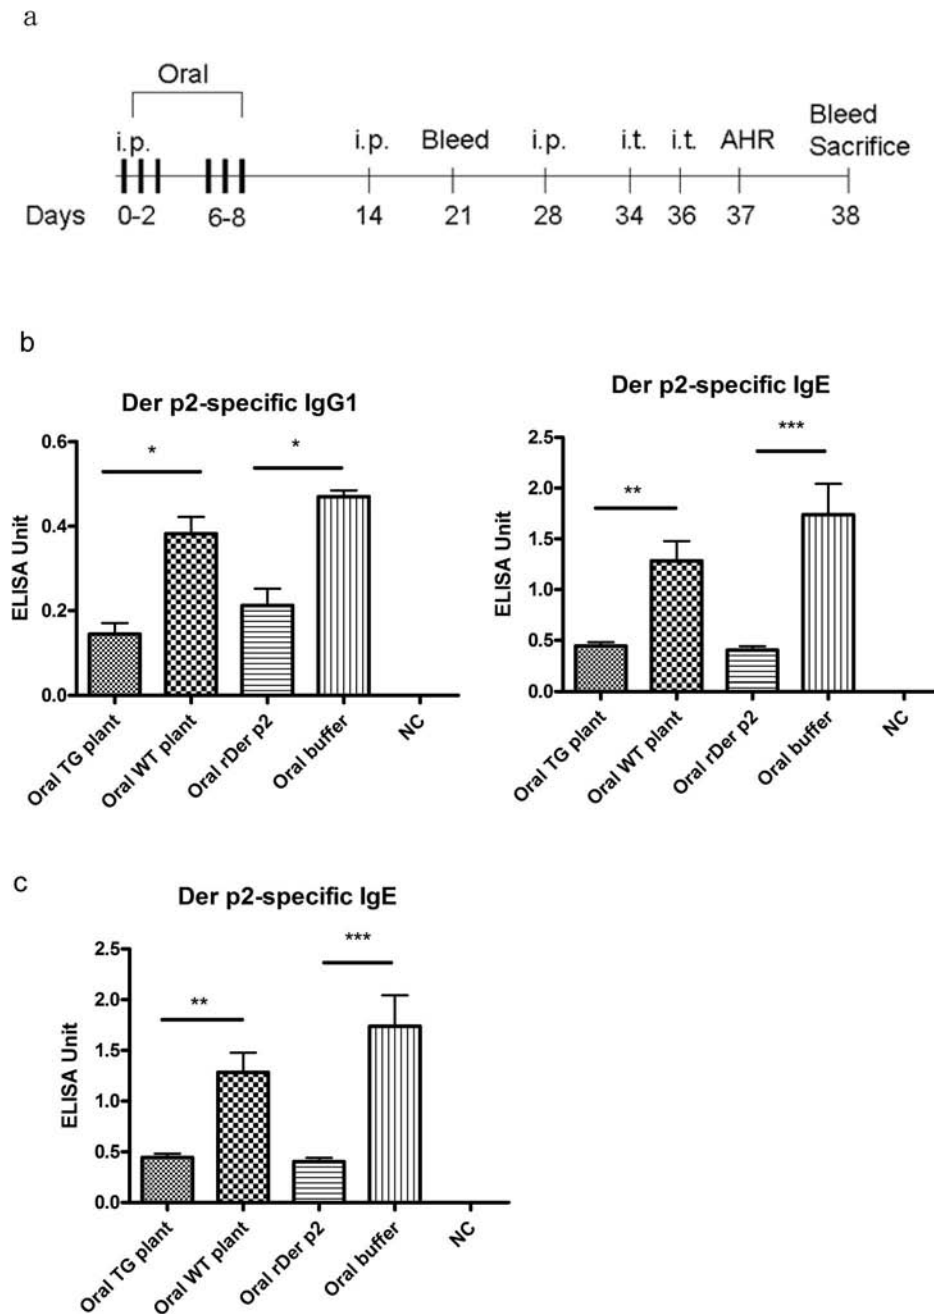 a
Oral
i.p. i.p. Bleed i.p. i.t. i.t. AHR Bleed
Sacrifice
Days 0-2 6-8 14 21 28 34 36 37 38
b
Der p2-specific IgG1
*
*
ELISA Unit
0.6
0.4
0.2
0.0
Oral TG plant
Oral WT plant
Oral rDer p2
Oral buffer
NC
Der p2-specific IgE
**
***
ELISA Unit
2.5
2.0
1.5
1.0
0.5
0.0
Oral TG plant
Oral WT plant
Oral rDer p2
Oral buffer
NC
c
Der p2-specific IgE
**
***
ELISA Unit
2.5
2.0
1.5
1.0
0.5
0.0
Oral TG plant
Oral WT plant
Oral rDer p2
Oral buffer
NC